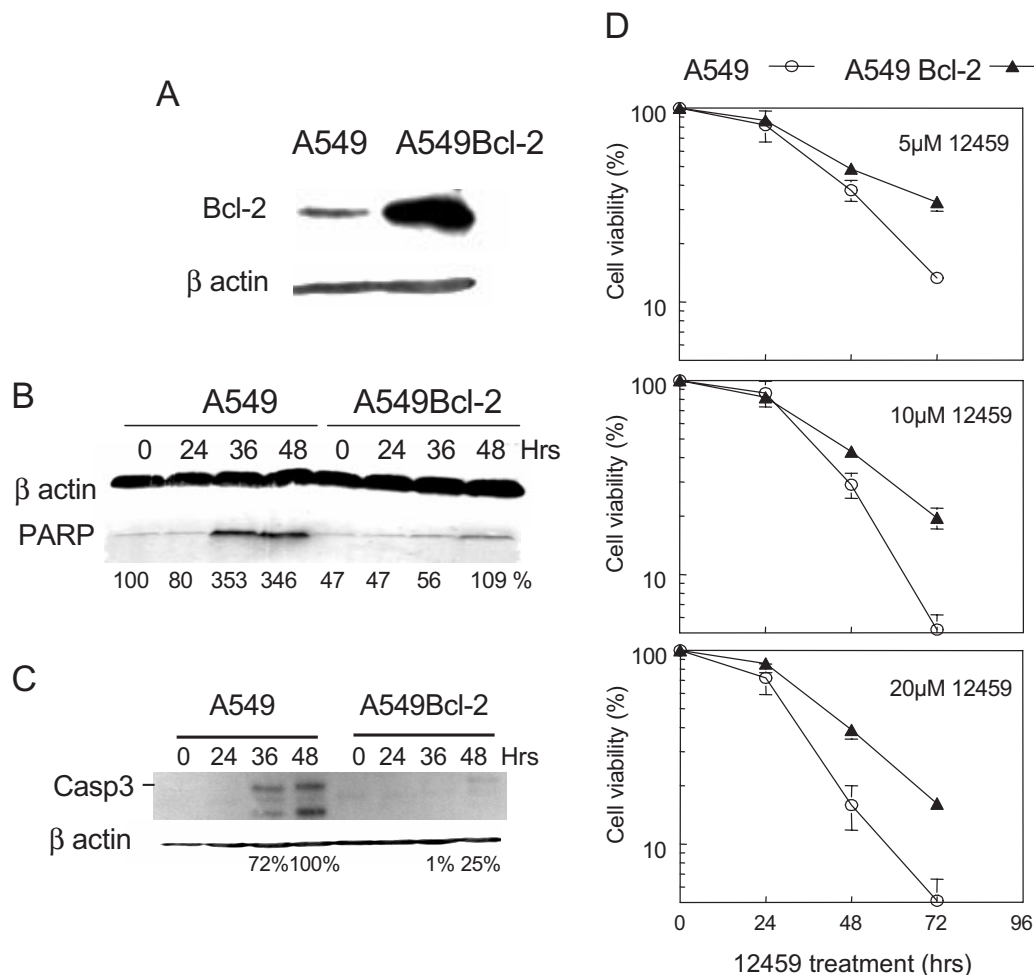 A
A549 A549Bcl-2
Bcl-2
β actin
B
A549 A549Bcl-2
0 24 36 48 0 24 36 48 Hrs
β actin
PARP
100 80 353 346 47 47 56 109 %
C
A549 A549Bcl-2
0 24 36 48 0 24 36 48 Hrs
Casp3
β actin
72% 100% 1% 25%
D
A549 A549 Bcl-2
100
5µM 12459
Cell viability (%)
10
100
10µM 12459
Cell viability (%)
10
100
20µM 12459
Cell viability (%)
10
0 24 48 72 96
12459 treatment (hrs)